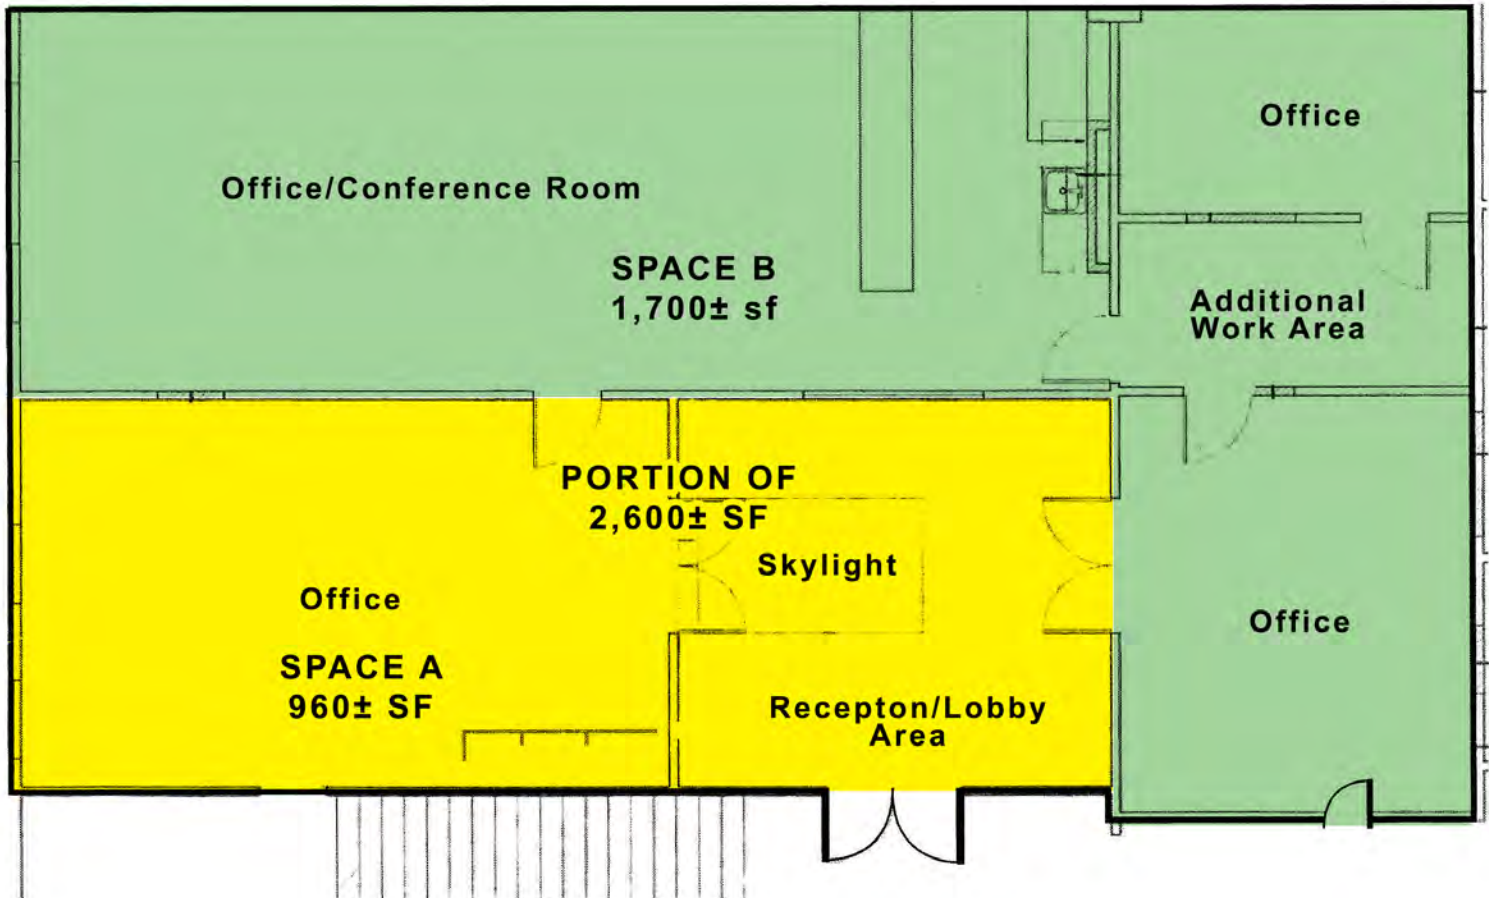 Office
Office/Conference Room
SPACE B
1,700± sf
Additional
Work Area
PORTION OF
2,600± SF
Skylight
Office
Office
SPACE A
960± SF
Recepton/Lobby
Area